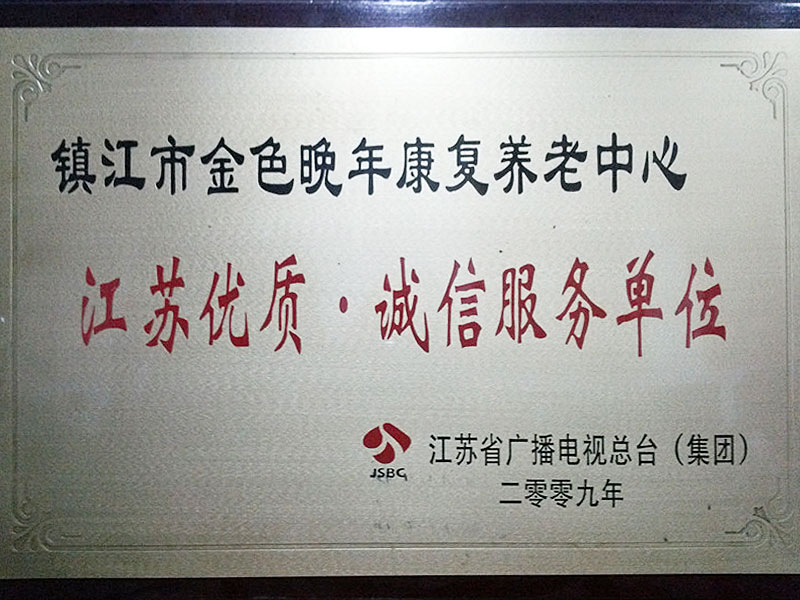 镇江市金色晚年康复养老中心
江苏优质·诚信服务单位
JSBC 江苏省广播电视总台（集团）
二零零九年